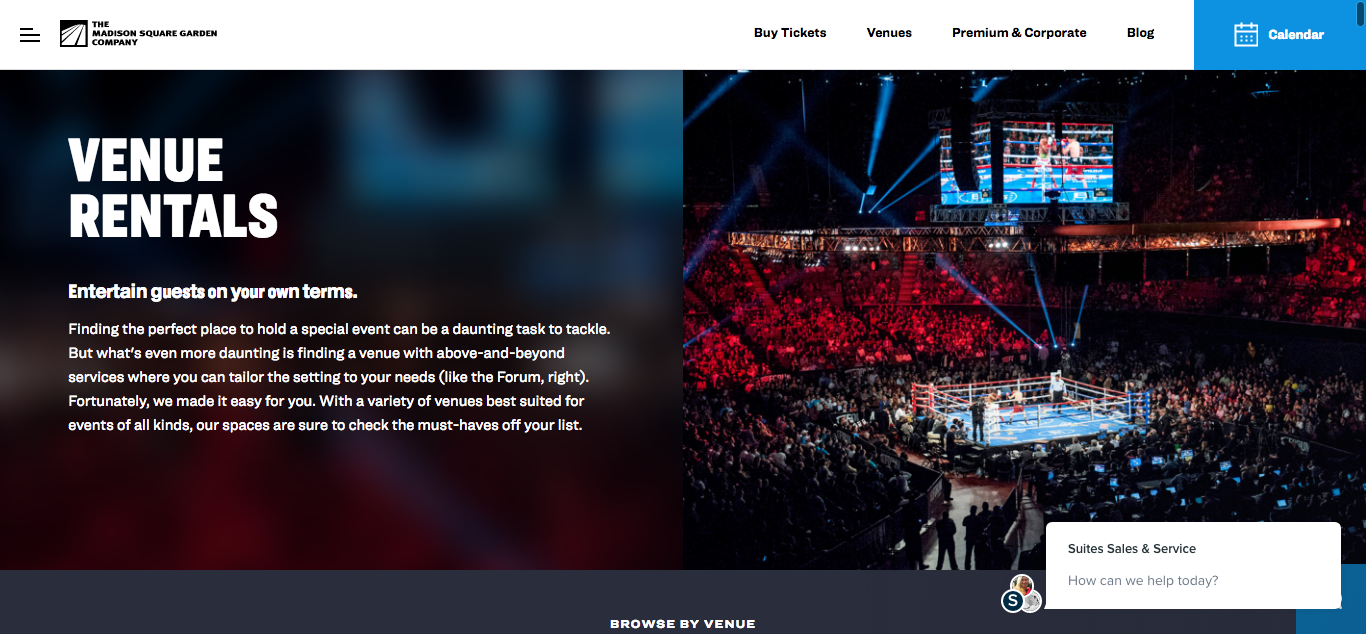 THE
MADISON SQUARE GARDEN
COMPANY
Buy Tickets
Venues
Premium & Corporate
Blog
Calendar
VENUE
RENTALS
Entertain guests on your own terms.
Finding the perfect place to hold a special event can be a daunting task to tackle.
But what's even more daunting is finding a venue with above-and-beyond
services where you can tailor the setting to your needs (like the Forum, right).
Fortunately, we made it easy for you. With a variety of venues best suited for
events of all kinds, our spaces are sure to check the must-haves off your list.
Suites Sales & Service
How can we help today?
S
BROWSE BY VENUE